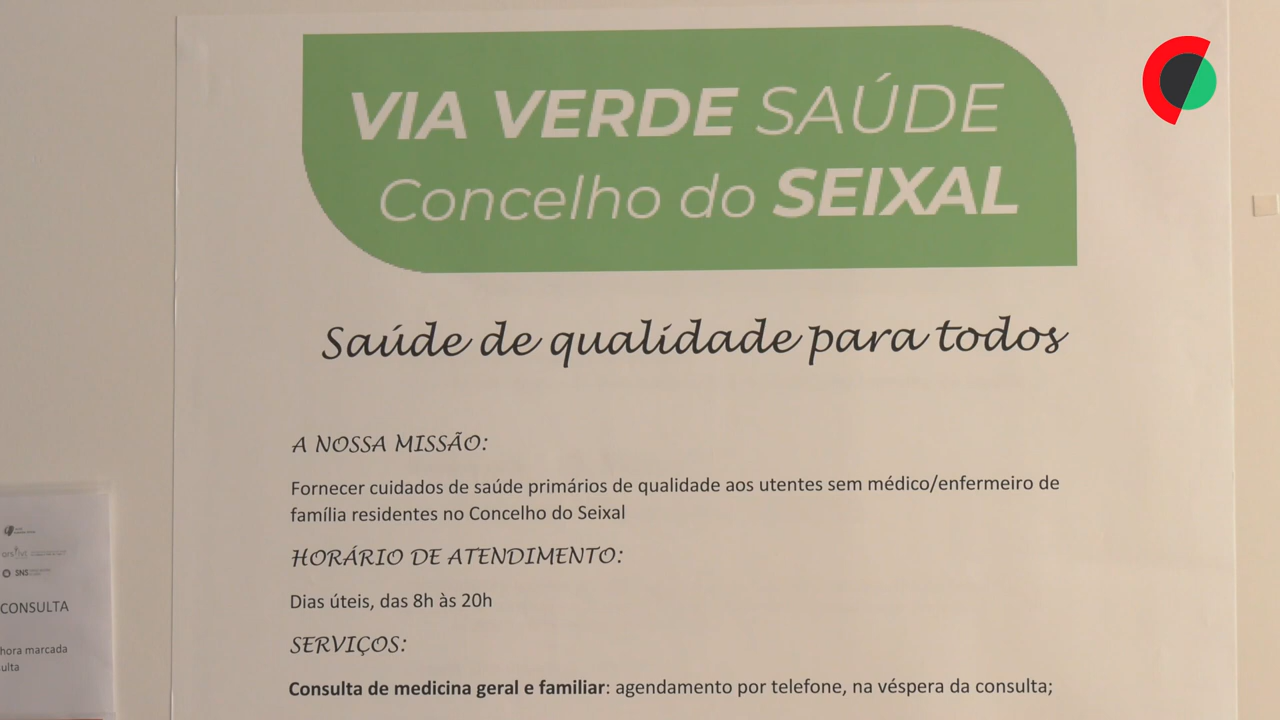 VIA VERDE SAÚDE
Concelho do SEIXAL
Saúde de qualidade para todos
A NOSSA MISSÃO:
Fornecer cuidados de saúde primários de qualidade aos utentes sem médico/enfermeiro de
família residentes no Concelho do Seixal
HORÁRIO DE ATENDIMENTO:
Dias úteis, das 8h às 20h
SERVIÇOS:
Consulta de medicina geral e familiar: agendamento por telefone, na véspera da consulta;
SNS
CONSULTA
hora marcada
ulta